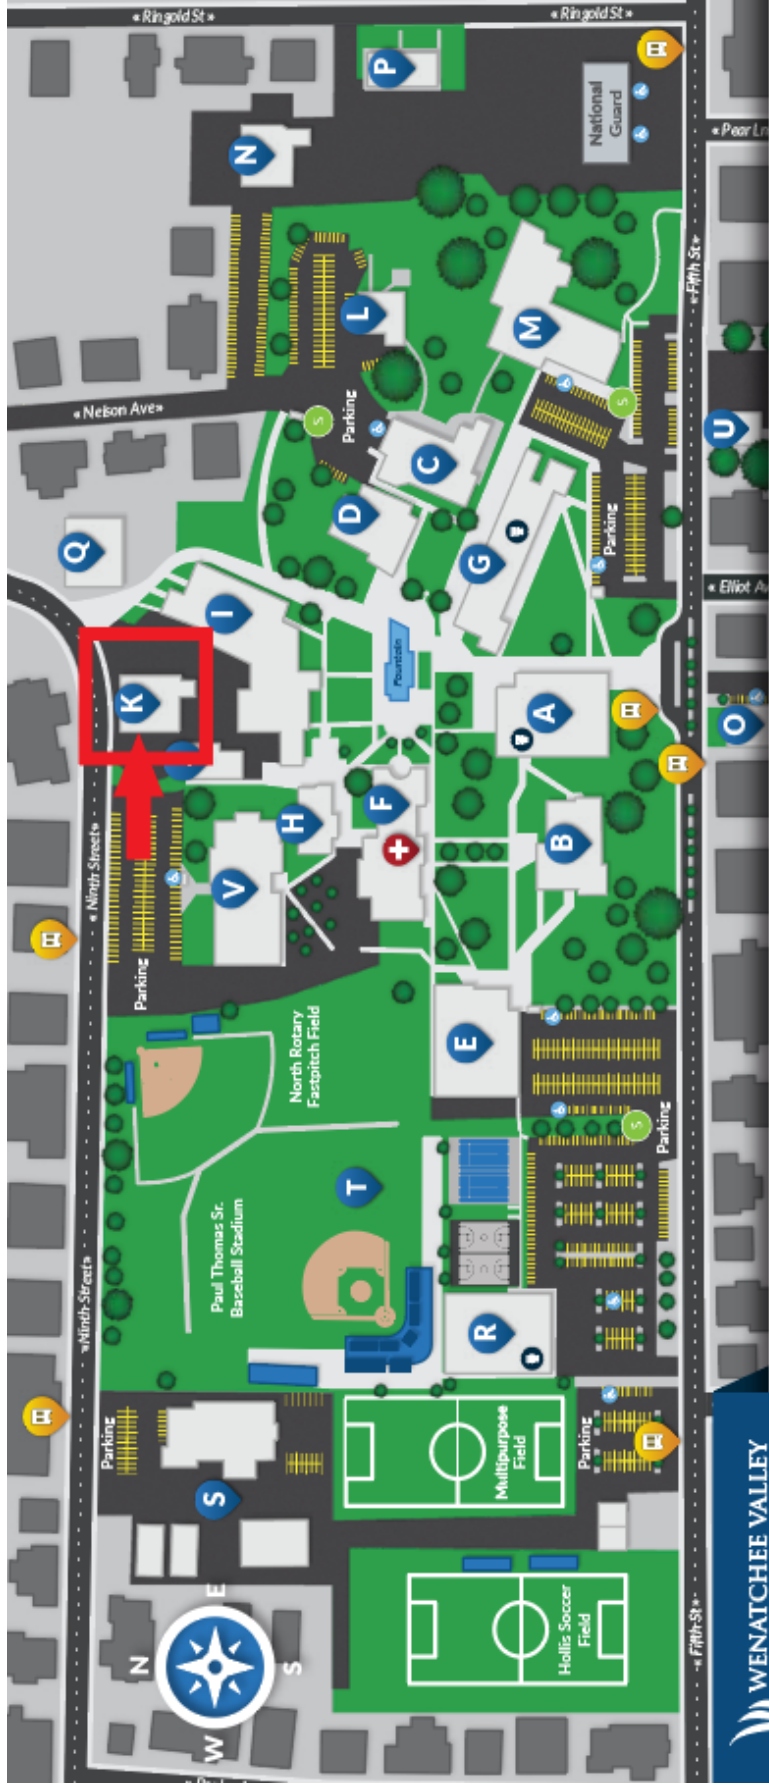 «Ninth Street»
«Ninth Street»
Parking
Parking
K
Q
N
W
E
S
S
V
I
N
Paul Thomas Sr.
Baseball Stadium
North Rotary
Fastpitch Field
H
« Nelson Ave»
« Ringold St »
T
F
Fountain
D
S
Parking
L
P
R
E
G
C
Multipurpose
Field
B
A
M
Hollis Soccer
Field
Parking
S
Parking
Parking
S
National
Guard
« Ringold St »
« Fifth St »
« Fifth St »
O
« Elliot Av
U
« Pear Ln
WENATCHEE VALLEY